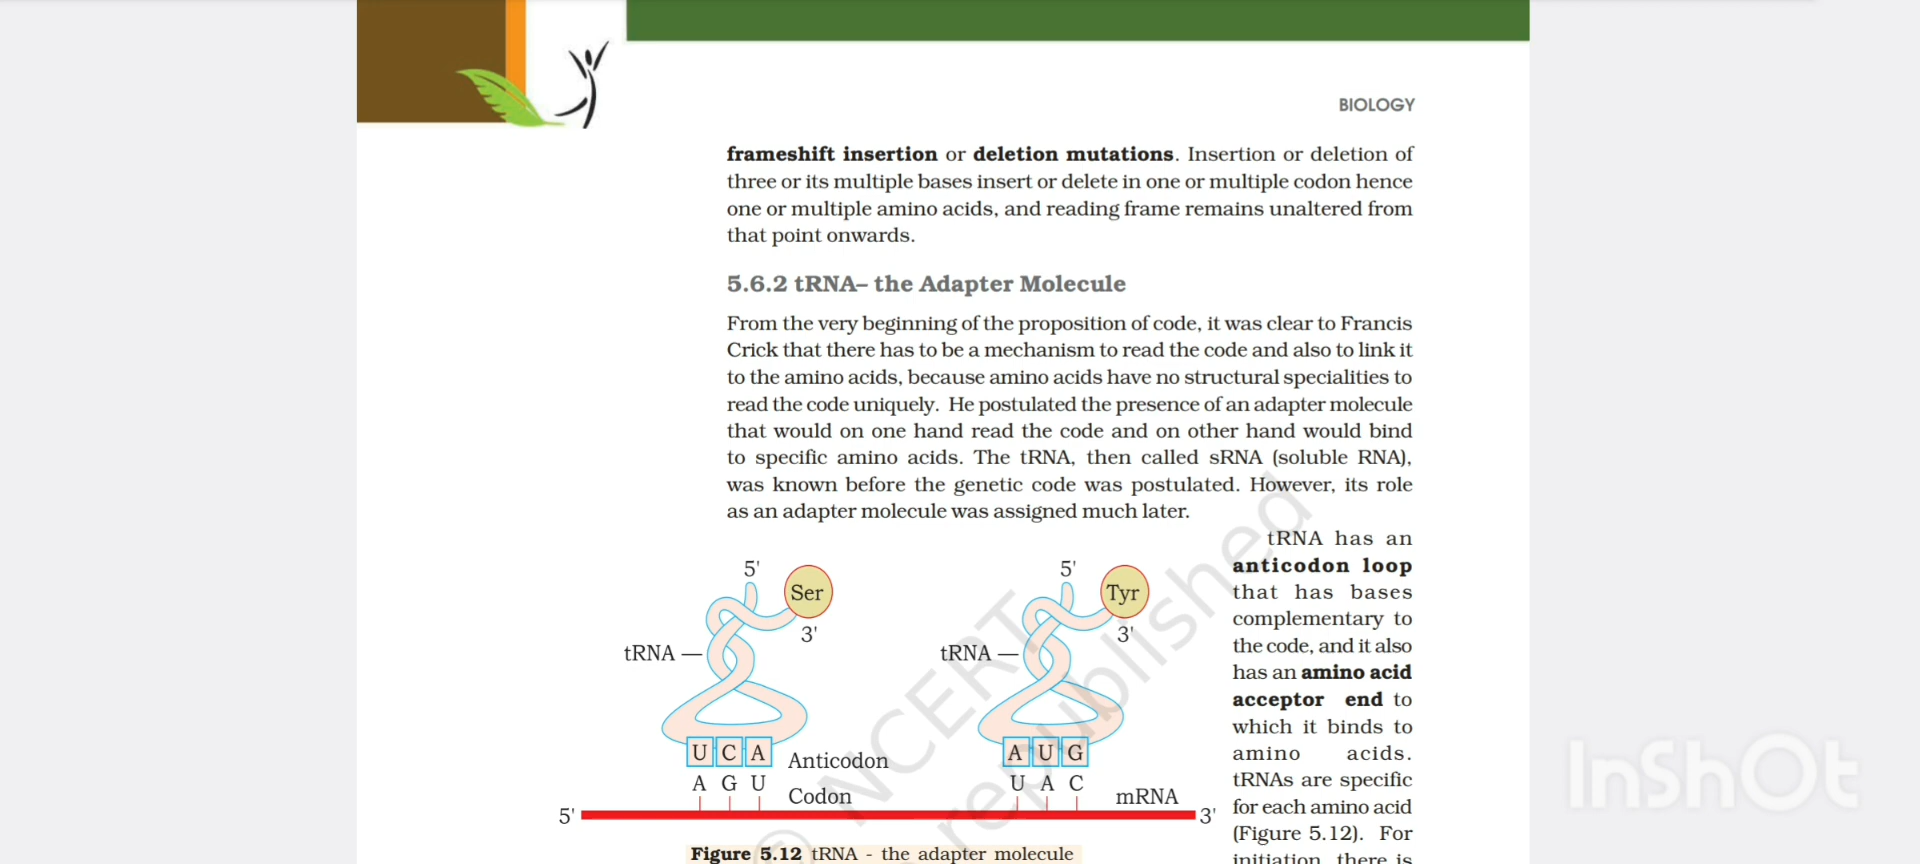 BIOLOGY
frameshift insertion or deletion mutations. Insertion or deletion of
three or its multiple bases insert or delete in one or multiple codon hence
one or multiple amino acids, and reading frame remains unaltered from
that point onwards.
5.6.2 tRNA– the Adapter Molecule
From the very beginning of the proposition of code, it was clear to Francis
Crick that there has to be a mechanism to read the code and also to link it
to the amino acids, because amino acids have no structural specialities to
read the code uniquely. He postulated the presence of an adapter molecule
that would on one hand read the code and on other hand would bind
to specific amino acids. The tRNA, then called sRNA (soluble RNA),
was known before the genetic code was postulated. However, its role
as an adapter molecule was assigned much later.
tRNA has an
anticodon loop
that has bases
complementary to
the code, and it also
has an amino acid
acceptor end to
which it binds to
amino acids.
tRNAs are specific
for each amino acid
(Figure 5.12). For
initiation, there is
5' Ser 3'
tRNA
U C A Anticodon
A G U Codon
5' Tyr 3'
tRNA
A U G
U A C mRNA
5' 3'
Figure 5.12 tRNA - the adapter molecule
© NCERT
republished
InShOt